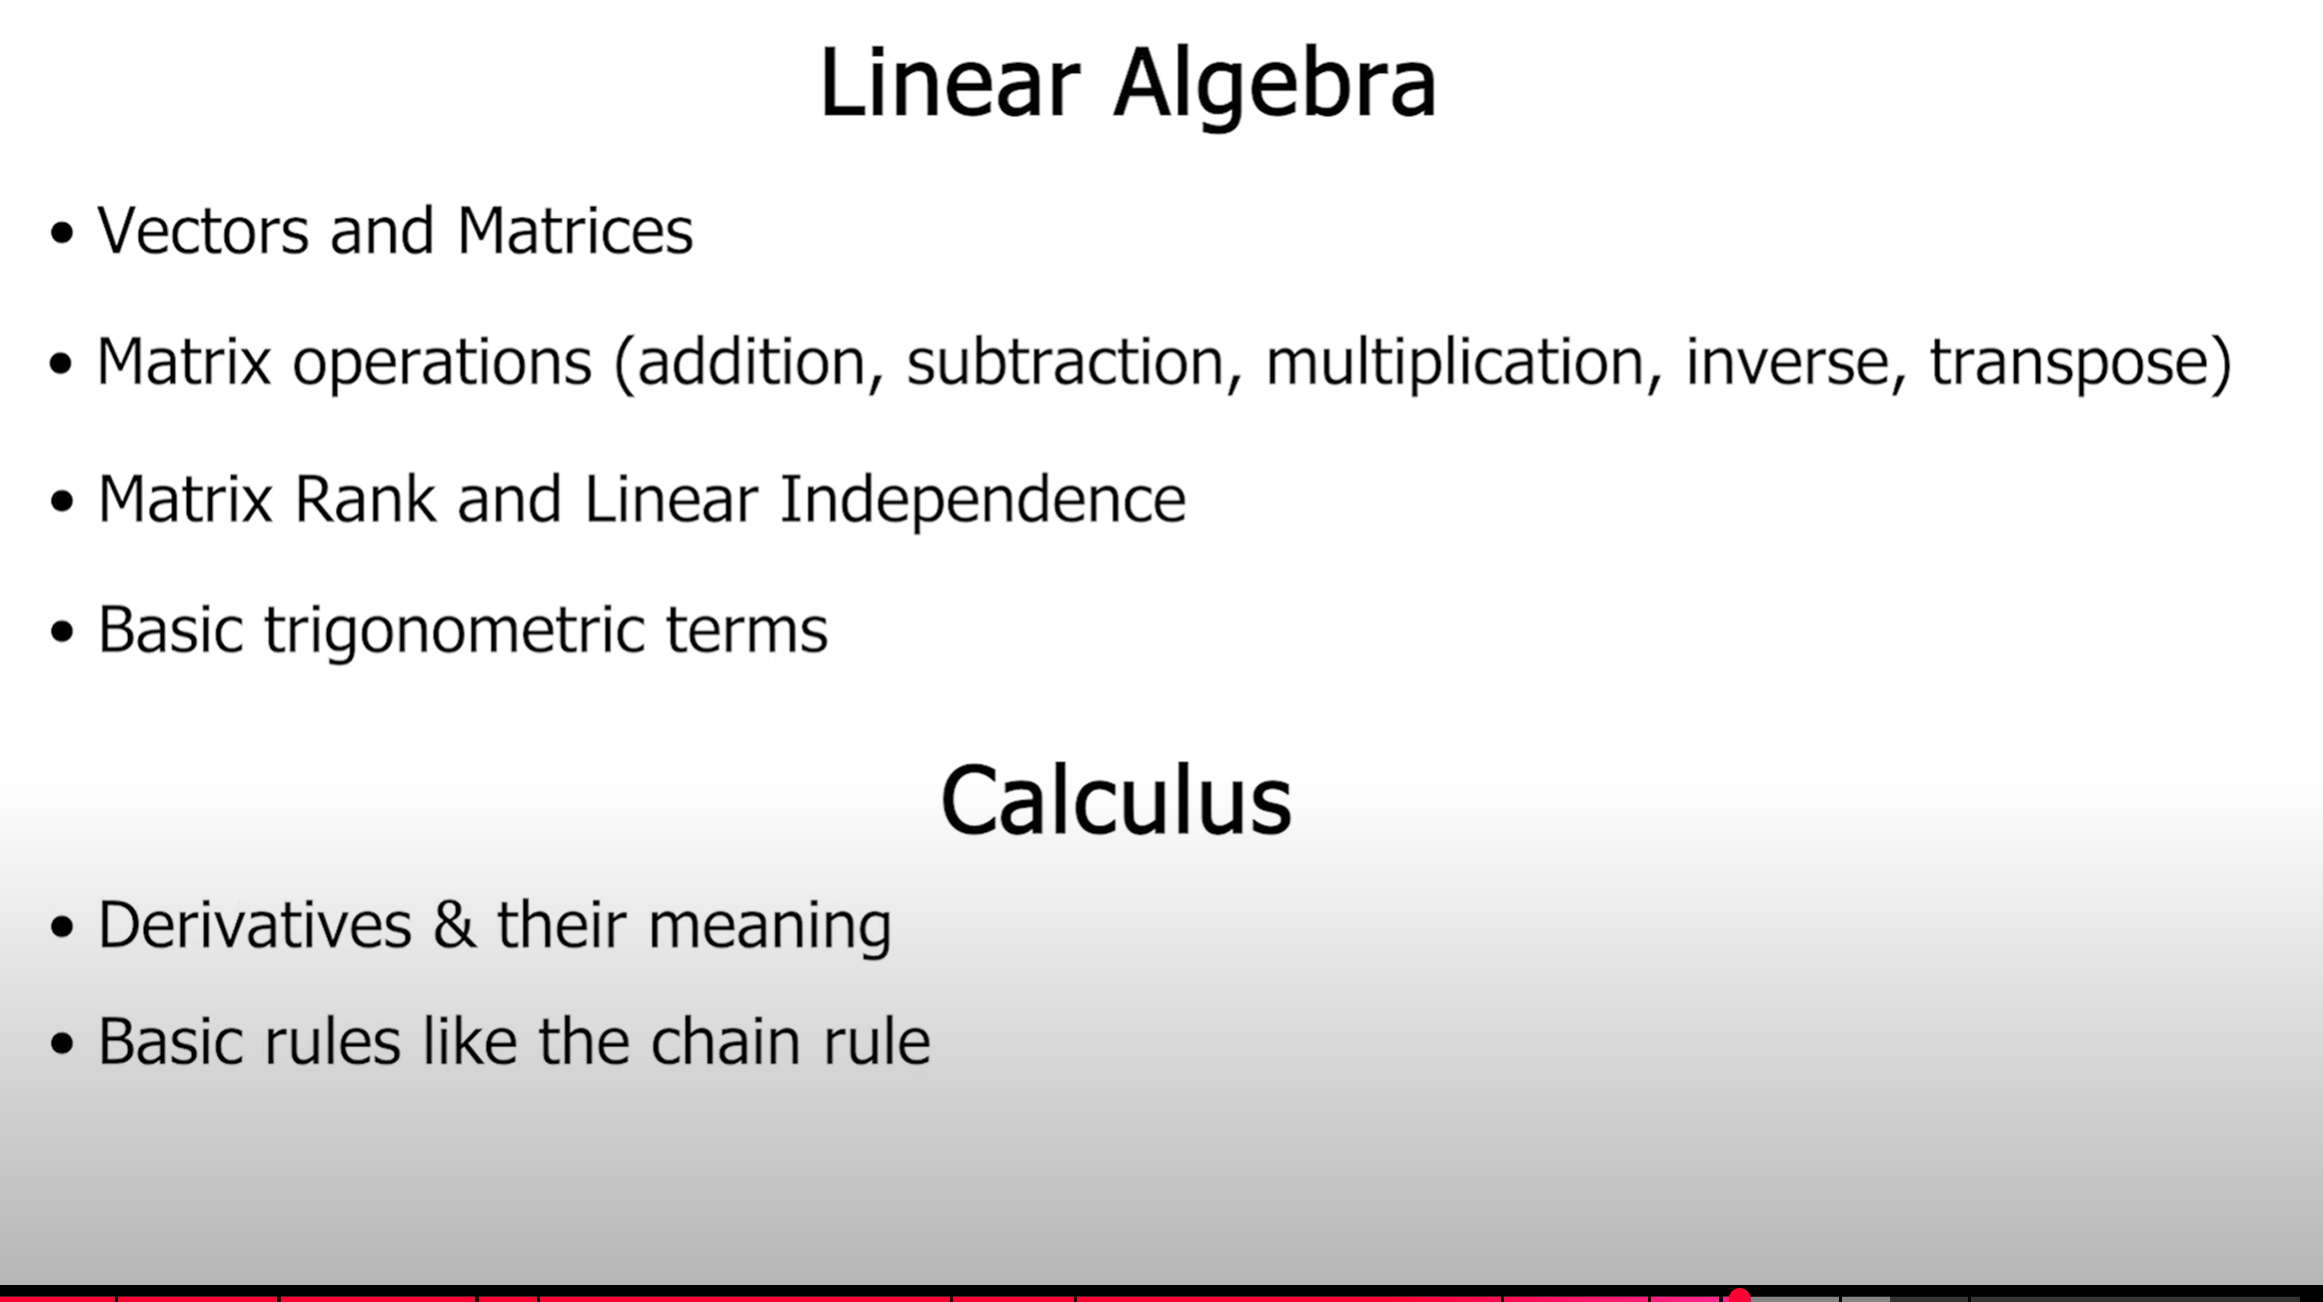 Linear Algebra
• Vectors and Matrices
• Matrix operations (addition, subtraction, multiplication, inverse, transpose)
• Matrix Rank and Linear Independence
• Basic trigonometric terms
Calculus
• Derivatives & their meaning
• Basic rules like the chain rule